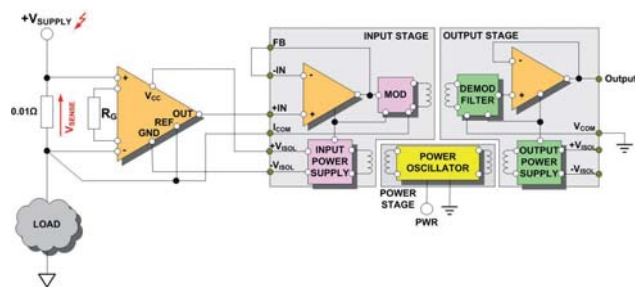 +VSUPPLY
0.01Ω
VSENSE
RG
+
-
VCC
OUT
REF
GND
LOAD
FB
-IN
+IN
ICOM
+VISOL
-VISOL
INPUT STAGE
-
+
MOD
INPUT
POWER
SUPPLY
POWER
OSCILLATOR
POWER
STAGE
PWR
OUTPUT STAGE
-
+
DEMOD
FILTER
OUTPUT
POWER
SUPPLY
Output
VCOM
+VISOL
-VISOL